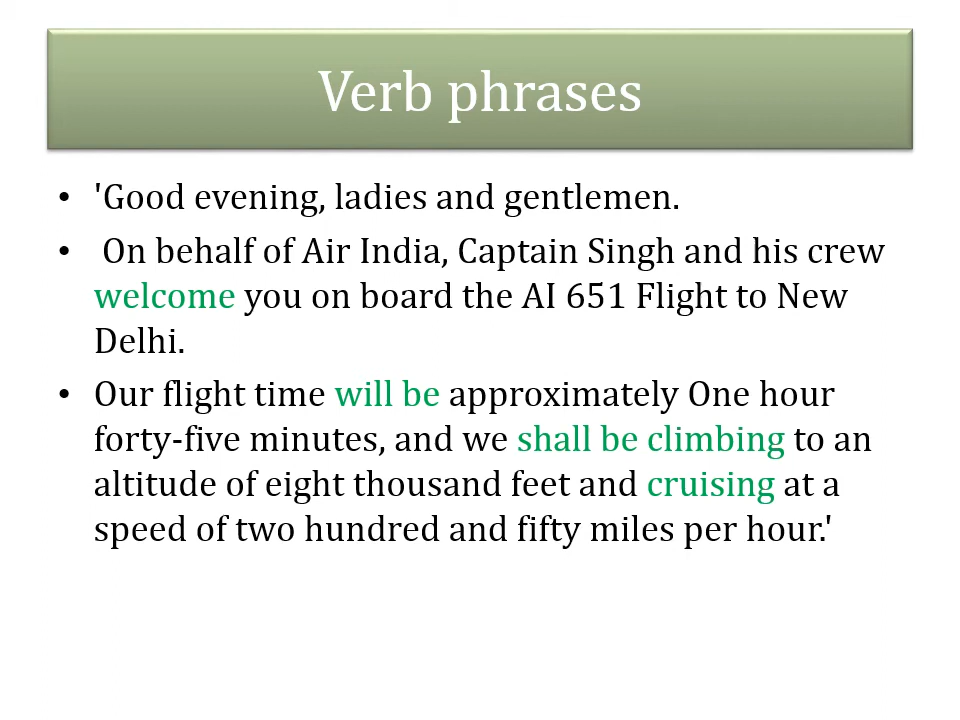 Verb phrases
• 'Good evening, ladies and gentlemen.
• On behalf of Air India, Captain Singh and his crew
welcome you on board the AI 651 Flight to New
Delhi.
• Our flight time will be approximately One hour
forty-five minutes, and we shall be climbing to an
altitude of eight thousand feet and cruising at a
speed of two hundred and fifty miles per hour.'